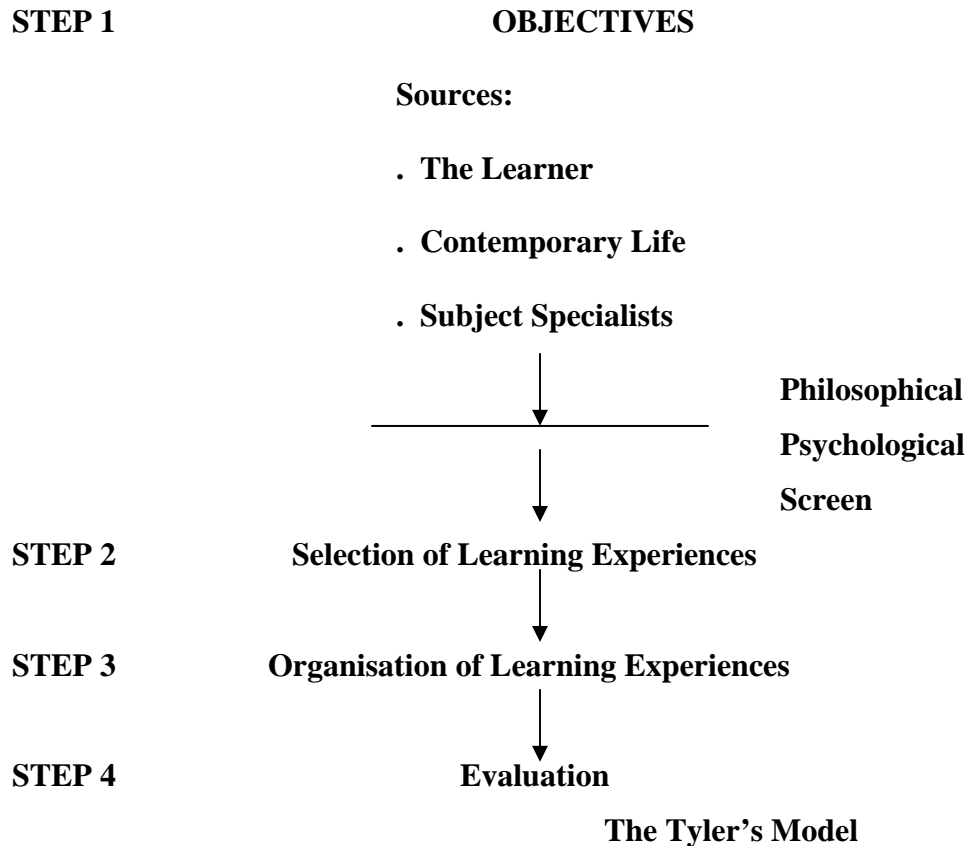 STEP 1 OBJECTIVES
Sources:
. The Learner
. Contemporary Life
. Subject Specialists
Philosophical
Psychological
Screen
STEP 2 Selection of Learning Experiences
STEP 3 Organisation of Learning Experiences
STEP 4 Evaluation
The Tyler’s Model